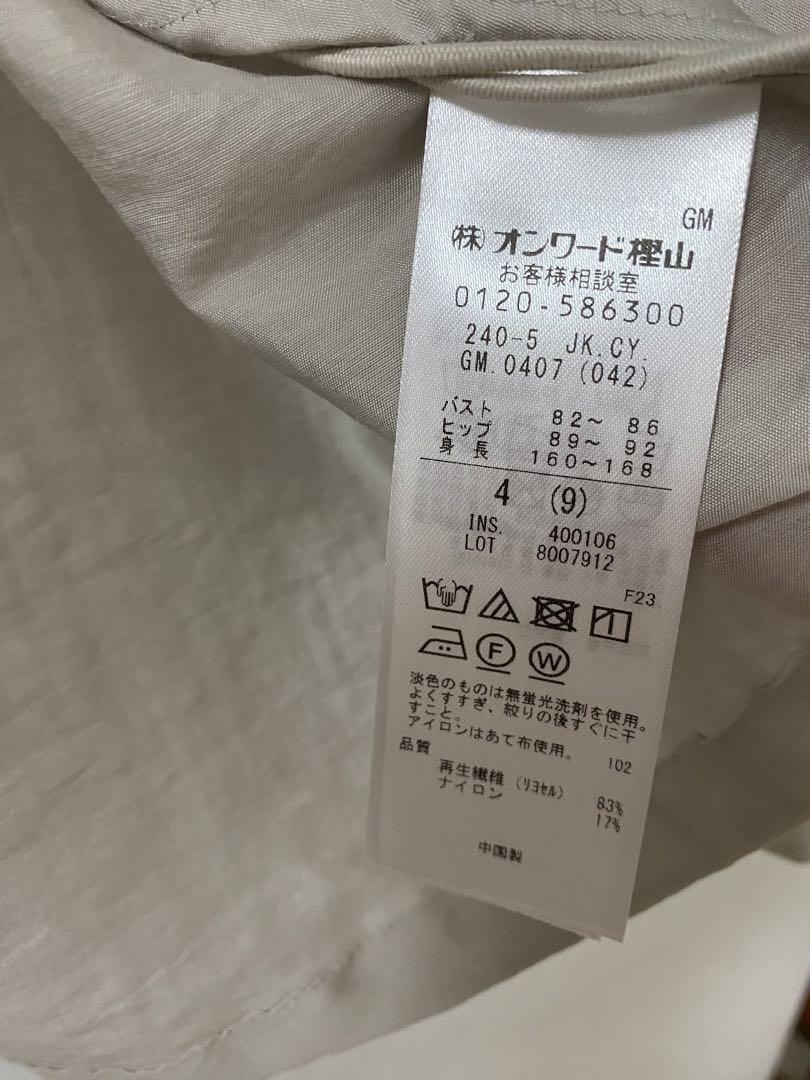 GM
(株)オンワード樫山
お客様相談室
0120-586300
240-5 JK.CY.
GM.0407(042)
バスト 82～ 86
ヒップ 89～ 92
身長 160～168
4 (9)
INS. 400106
LOT 8007912
F23
F W
淡色のものは無蛍光洗剤を使用。
よくすすぎ、絞りの後すぐに干
すこと。
アイロンはあて布使用。 102
品質
再生繊維(リヨセル) 83%
ナイロン 17%
中国製